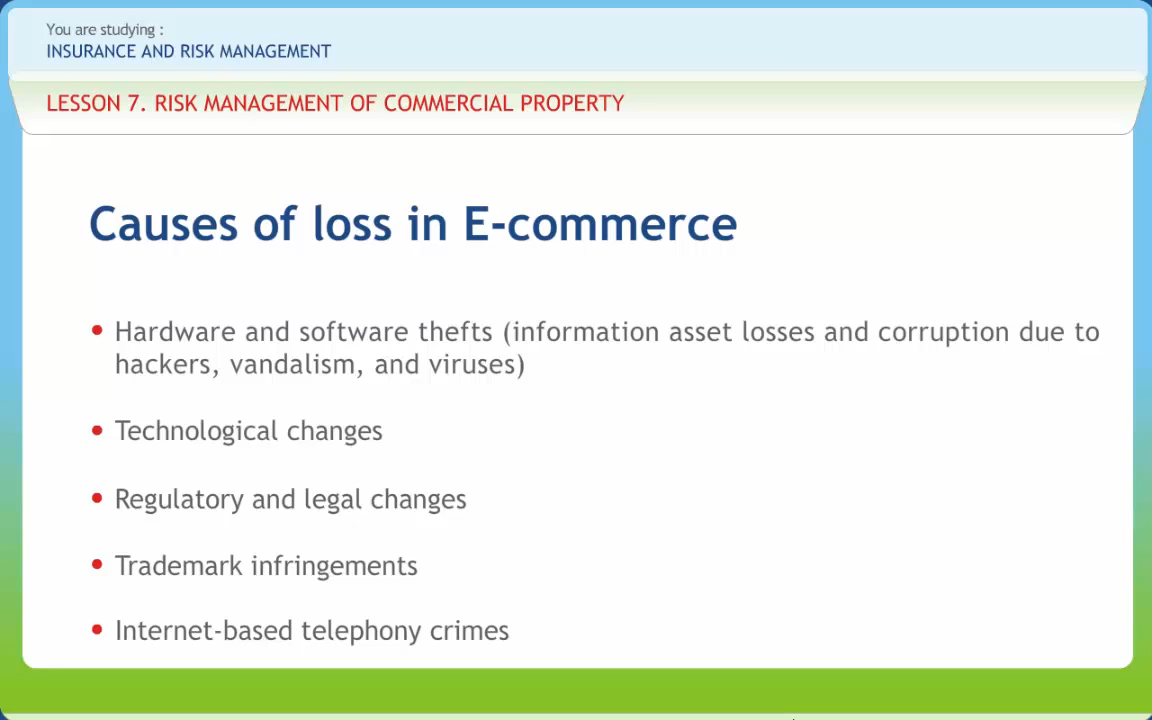 You are studying :
INSURANCE AND RISK MANAGEMENT
LESSON 7. RISK MANAGEMENT OF COMMERCIAL PROPERTY
Causes of loss in E-commerce
• Hardware and software thefts (information asset losses and corruption due to
hackers, vandalism, and viruses)
• Technological changes
• Regulatory and legal changes
• Trademark infringements
• Internet-based telephony crimes